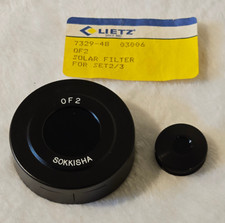 LIETZ
7329-40 03006
OF2
SOLAR FILTER
FOR SET2/3
OF2
SOKKISHA